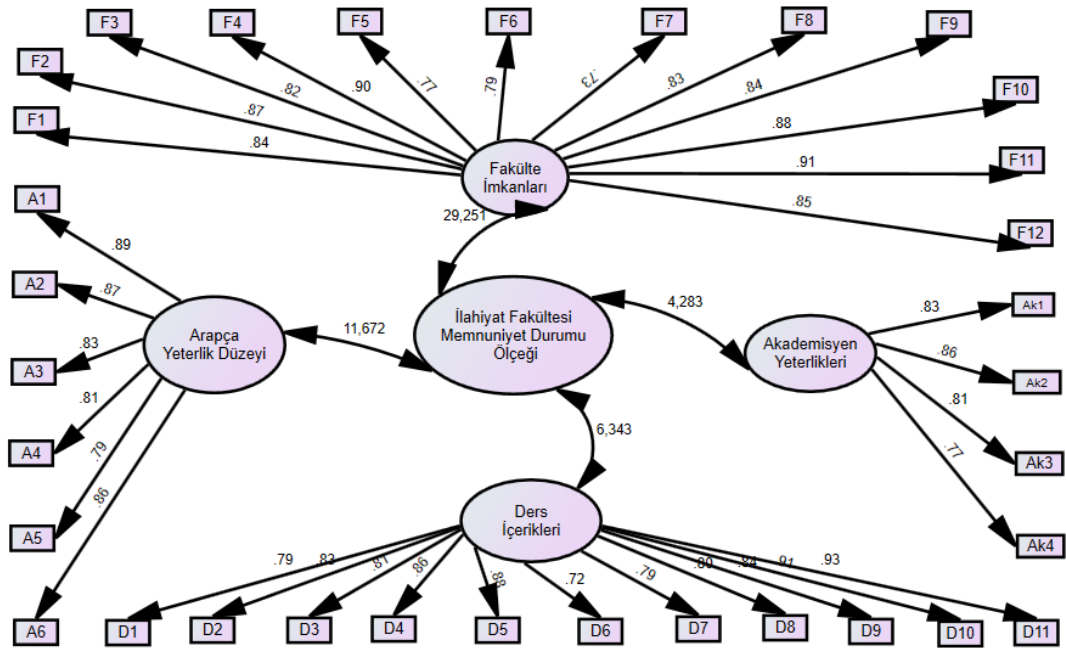 F3
F4
F5
F6
F7
F8
F9
F2
F10
F1
F11
F12
.82
.90
.77
.79
.73
.83
.84
.87
.88
.84
.91
.85
Fakülte
İmkanları
29,251
A1
A2
A3
A4
A5
A6
.89
.87
.83
.81
.79
.86
Arapça
Yeterlik Düzeyi
11,672
İlahiyat Fakültesi
Memnuniyet Durumu
Ölçeği
4,283
Akademisyen
Yeterlikleri
.83
.86
.81
.77
Ak1
Ak2
Ak3
Ak4
6,343
Ders
İçerikleri
.79
.83
.81
.86
.88
.72
.79
.80
.84
.91
.93
D1
D2
D3
D4
D5
D6
D7
D8
D9
D10
D11